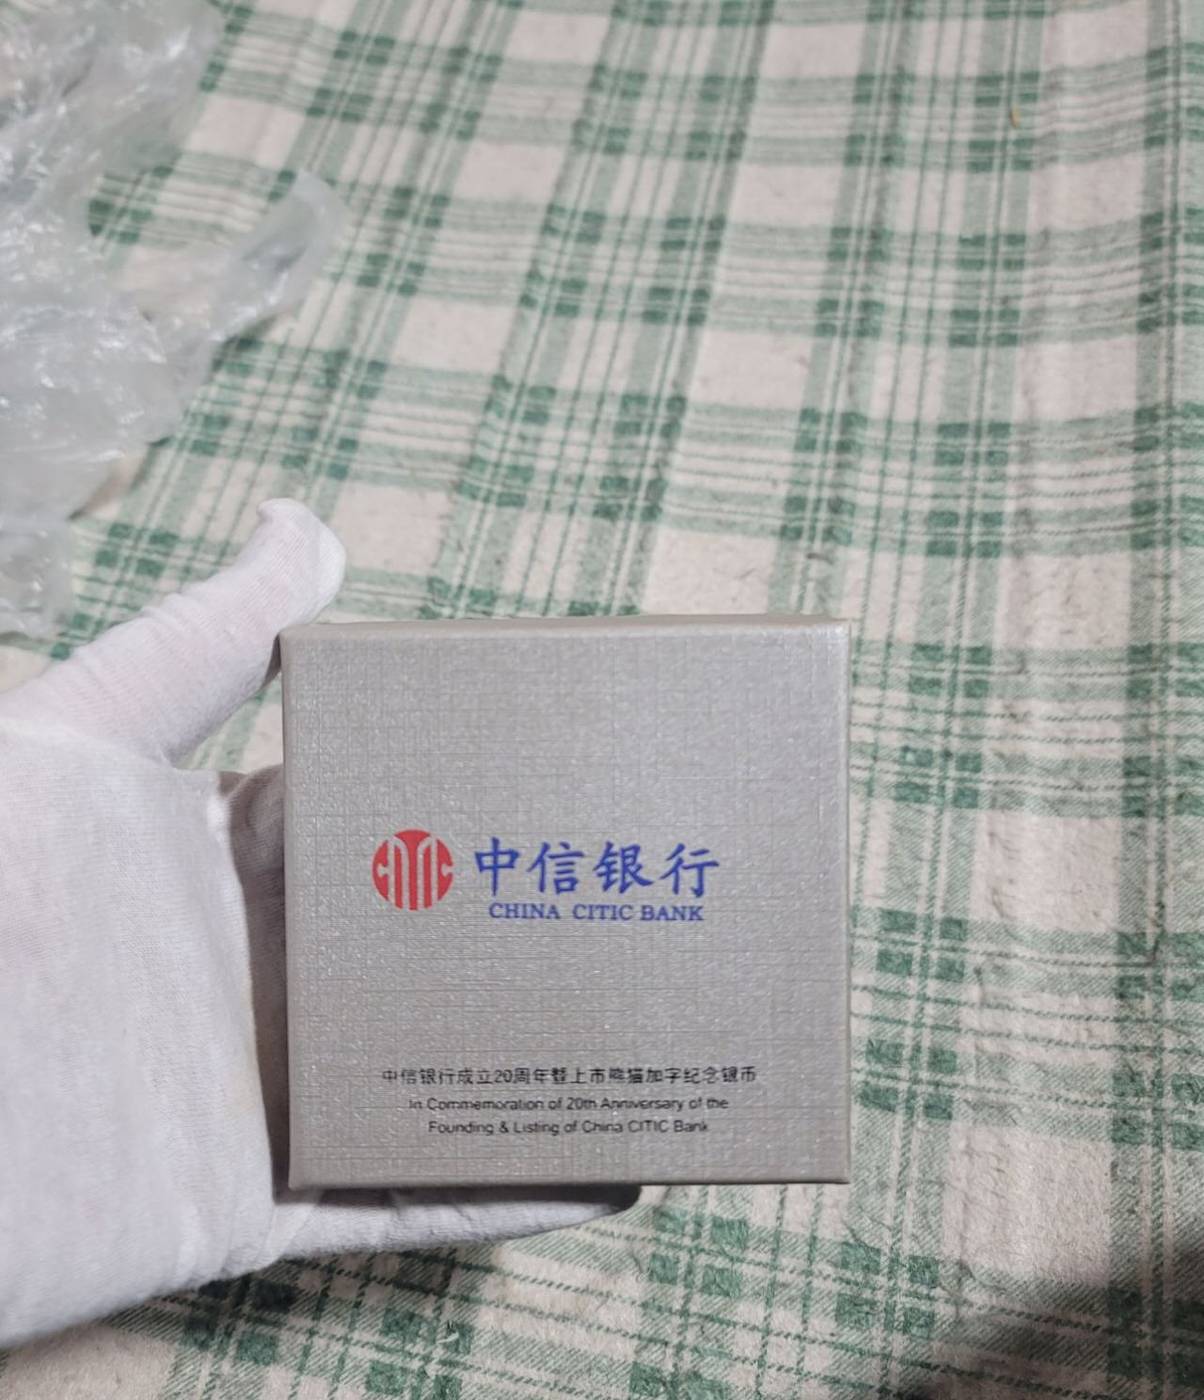 CITIC
中信银行
CHINA CITIC BANK
中信银行成立20周年暨上市熊猫加字纪念银币
In Commemoration of 20th Anniversary of the
Founding & Listing of China CITIC Bank